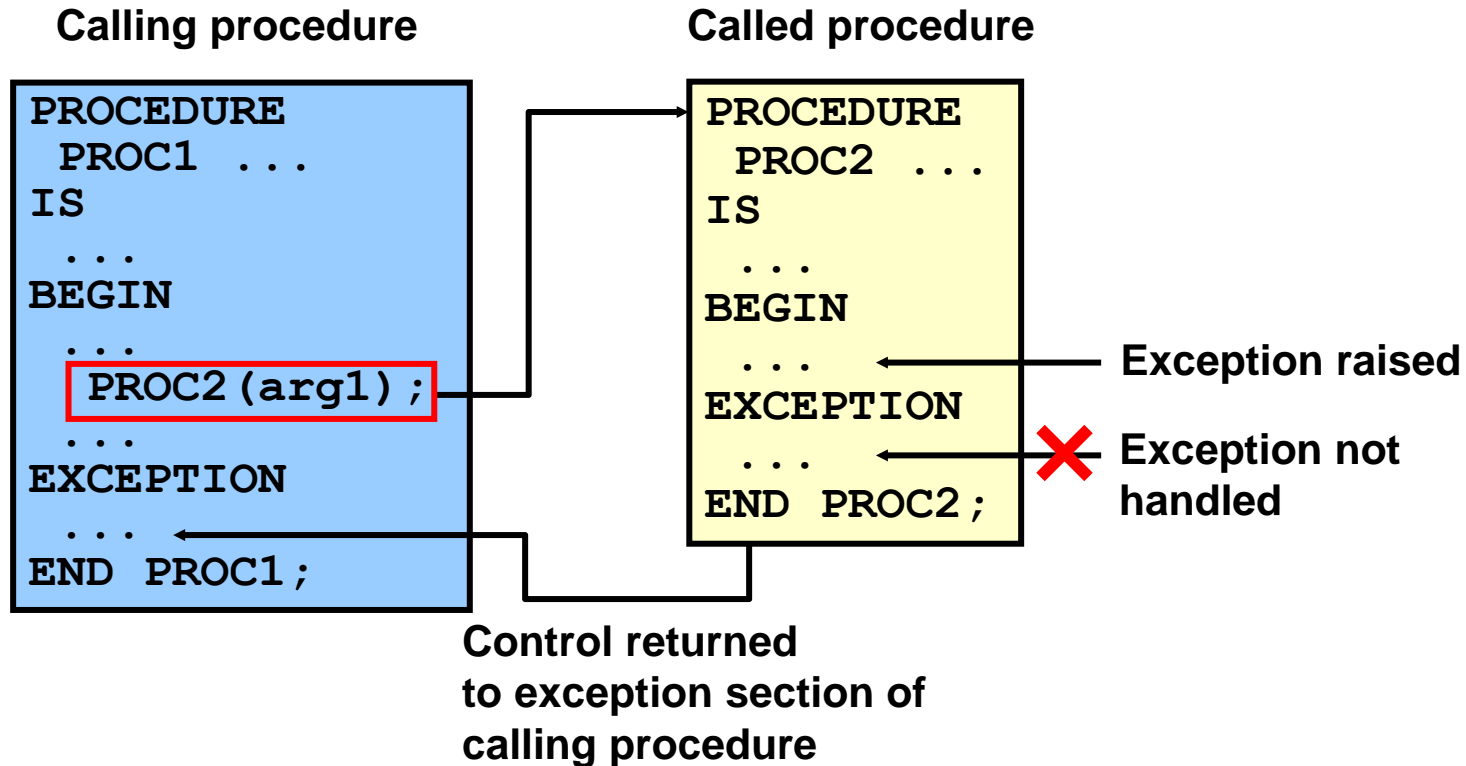 Calling procedure
PROCEDURE
PROC1 ...
IS
...
BEGIN
...
PROC2(arg1);
...
EXCEPTION
...
END PROC1;
Called procedure
PROCEDURE
PROC2 ...
IS
...
BEGIN
...
EXCEPTION
...
END PROC2;
Exception raised
Exception not
handled
Control returned
to exception section of
calling procedure